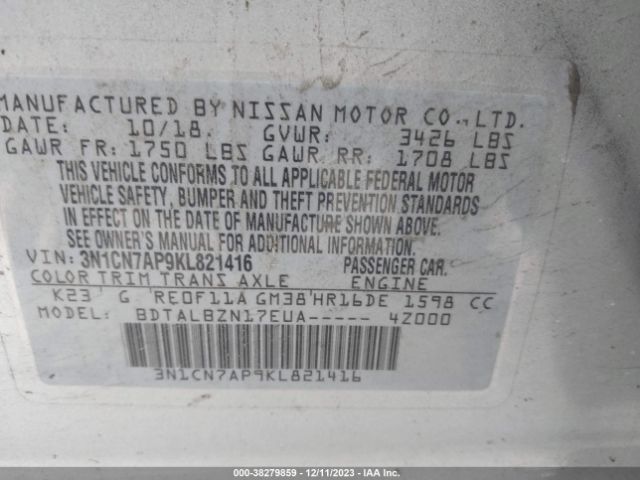 MANUFACTURED BY NISSAN MOTOR CO., LTD.
DATE: 10/18. GVWR: 3426 LBS
GAWR FR: 1750 LBS GAWR RR: 1708 LBS
THIS VEHICLE CONFORMS TO ALL APPLICABLE FEDERAL MOTOR
VEHICLE SAFETY, BUMPER AND THEFT PREVENTION STANDARDS
IN EFFECT ON THE DATE OF MANUFACTURE SHOWN ABOVE.
SEE OWNER'S MANUAL FOR ADDITIONAL INFORMATION
VIN: 3N1CN7AP9KL821416 PASSENGER CAR.
COLOR TRIM TRANS AXLE ENGINE
K23 G RE0F11A GM38 HR16DE 1598 CC
MODEL: BDTALBZN17EUA----- 4Z000
3N1CN7AP9KL821416
000-38279859 - 12/11/2023 - IAAI.com